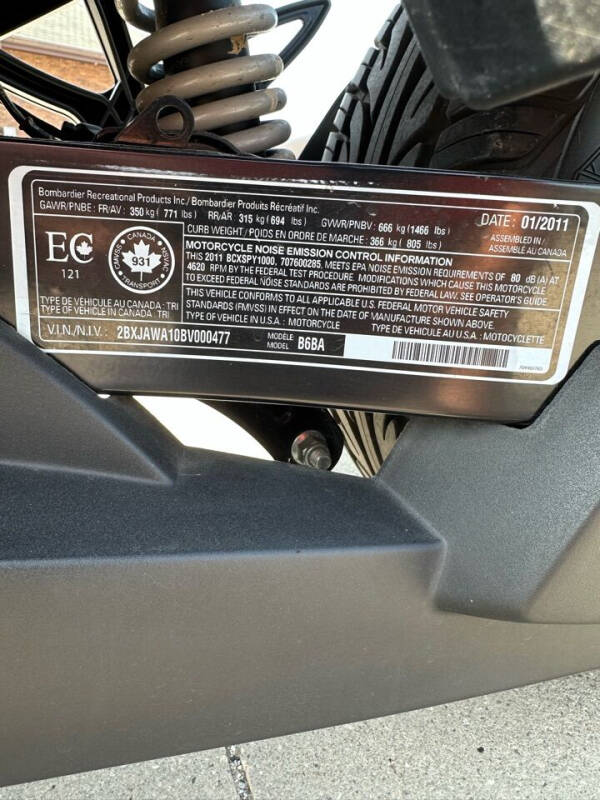 Bombardier Recreational Products Inc./ Bombardier Produits Récréatif Inc.
GAWR/PNBE: FR/AV: 350 kg ( 771 lbs) RR/AR: 315 kg ( 694 lbs) GVWR/PNBV: 666 kg (1466 lbs)
CURB WEIGHT/POIDS EN ORDRE DE MARCHE: 366 kg ( 805 lbs)
DATE: 01/2011
ASSEMBLED IN/
ASSEMBLÉ AU CANADA
EC
121
CANADA
931
TRANSPORT
TYPE DE VÉHICULE AU CANADA: TRI
TYPE OF VEHICLE IN CANADA: TRI
MOTORCYCLE NOISE EMISSION CONTROL INFORMATION
THIS 2011 BCXSPY1000, 707600285, MEETS EPA NOISE EMISSION REQUIREMENTS OF 80 dB (A) AT
4620 RPM BY THE FEDERAL TEST PROCEDURE. MODIFICATIONS WHICH CAUSE THIS MOTORCYCLE
TO EXCEED FEDERAL NOISE STANDARDS ARE PROHIBITED BY FEDERAL LAW. SEE OPERATOR'S GUIDE.
THIS VEHICLE CONFORMS TO ALL APPLICABLE U.S. FEDERAL MOTOR VEHICLE SAFETY
STANDARDS (FMVSS) IN EFFECT ON THE DATE OF MANUFACTURE SHOWN ABOVE.
TYPE OF VEHICLE IN U.S.A.: MOTORCYCLE TYPE DE VÉHICULE AU U.S.A.: MOTOCYCLETTE
V.I.N./N.I.V.: 2BXJAWA10BV000477 MODÈLE
MODEL B6BA